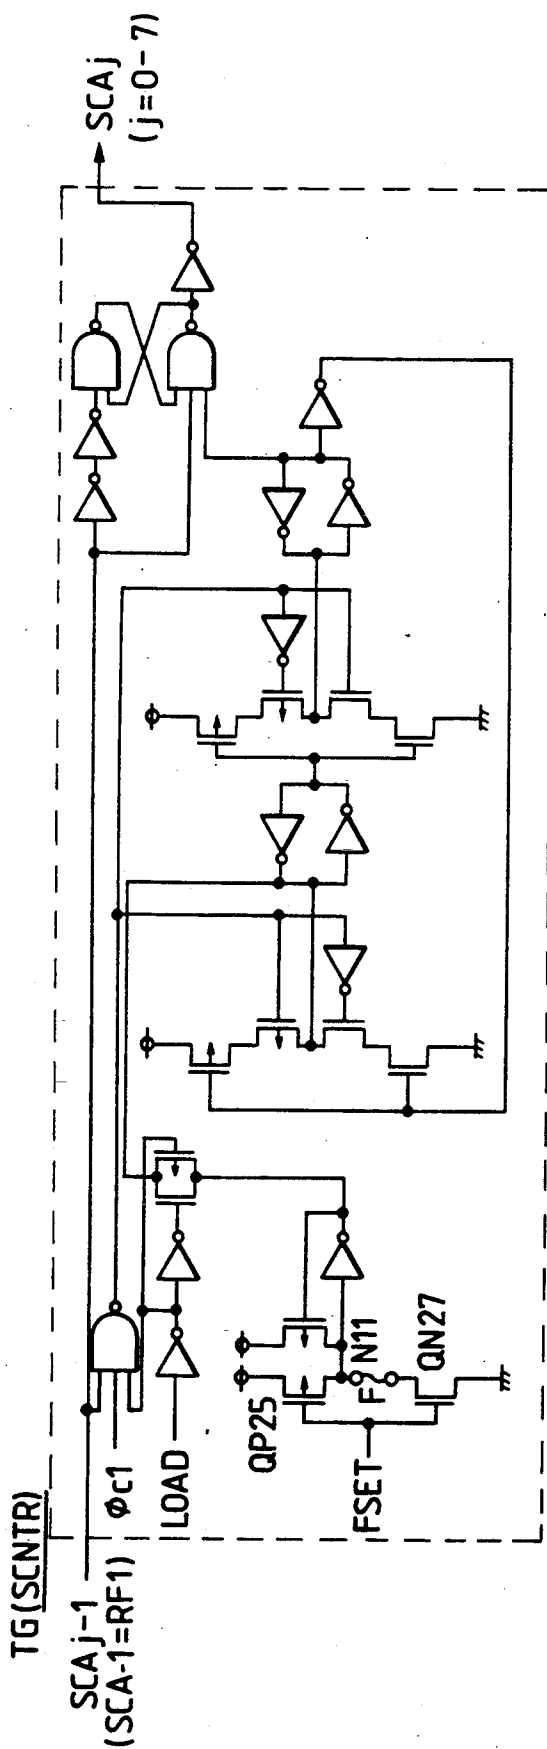 TG(SCNTR)
SCAj-1
(SCA-1=RF1)
φc1
LOAD
FSET
QP25
F
N11
QN27
SCAj
(j=0-7)